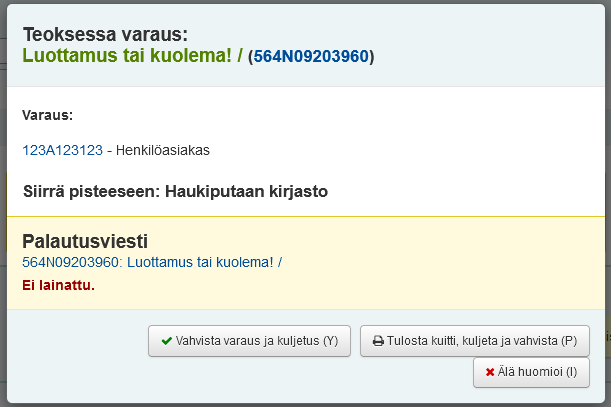 Teoksessa varaus:
Luottamus tai kuolema! / (564N09203960)
Varaus:
123A123123 - Henkilöasiakas
Siirrä pisteeseen: Haukiputaan kirjasto
Palautusviesti
564N09203960: Luottamus tai kuolema! /
Ei lainattu.
Vahvista varaus ja kuljetus (Y) Tulosta kuitti, kuljeta ja vahvista (P)
Älä huomioi (I)